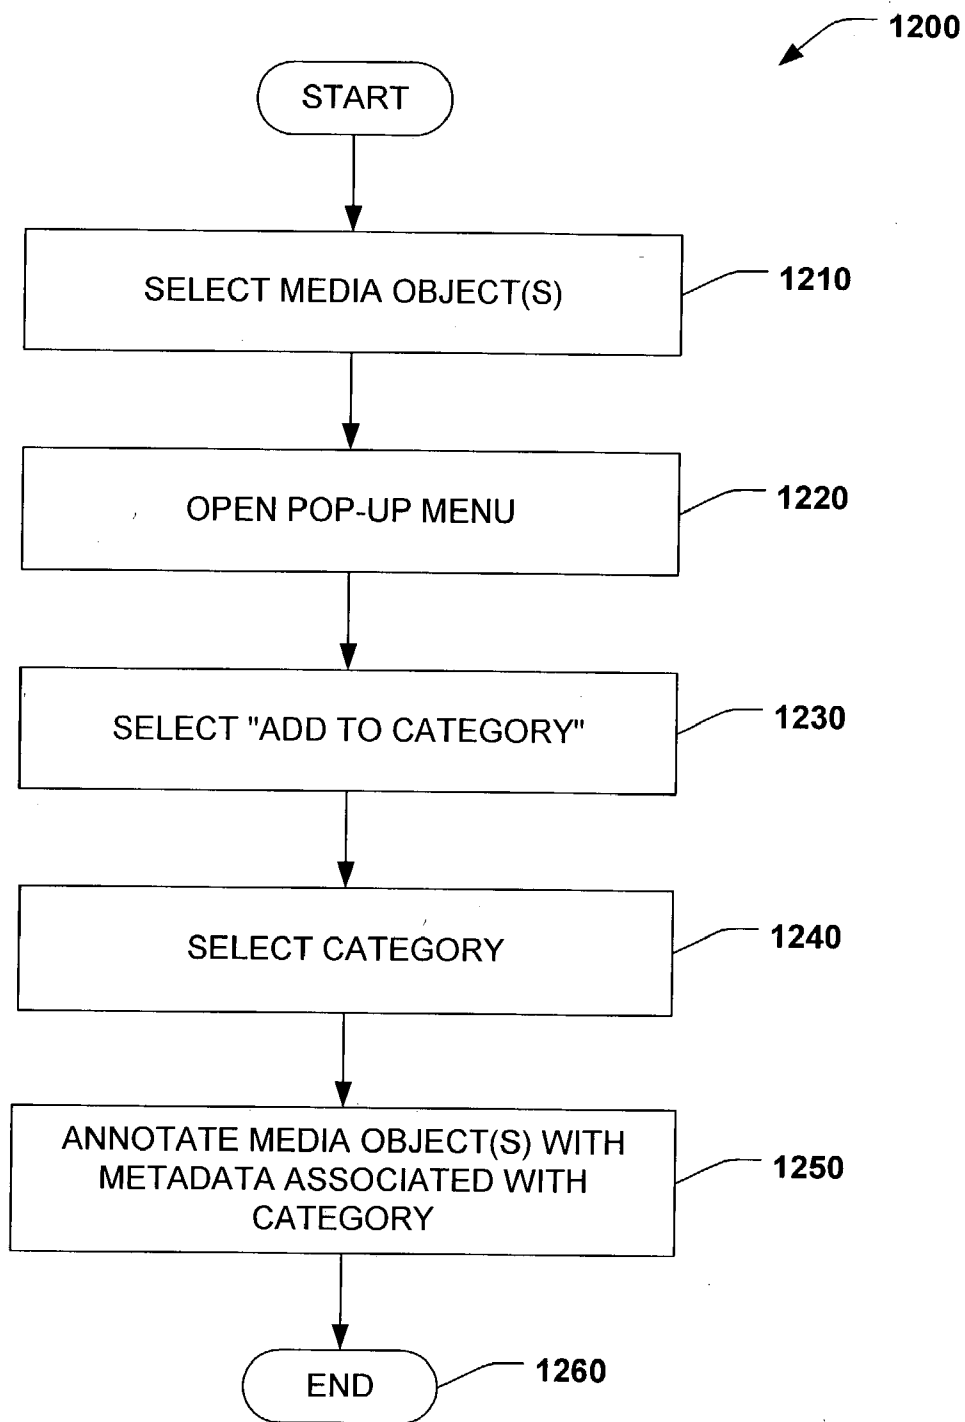 1200
START
SELECT MEDIA OBJECT(S)
1210
OPEN POP-UP MENU
1220
SELECT "ADD TO CATEGORY"
1230
SELECT CATEGORY
1240
ANNOTATE MEDIA OBJECT(S) WITH
METADATA ASSOCIATED WITH
CATEGORY
1250
END
1260